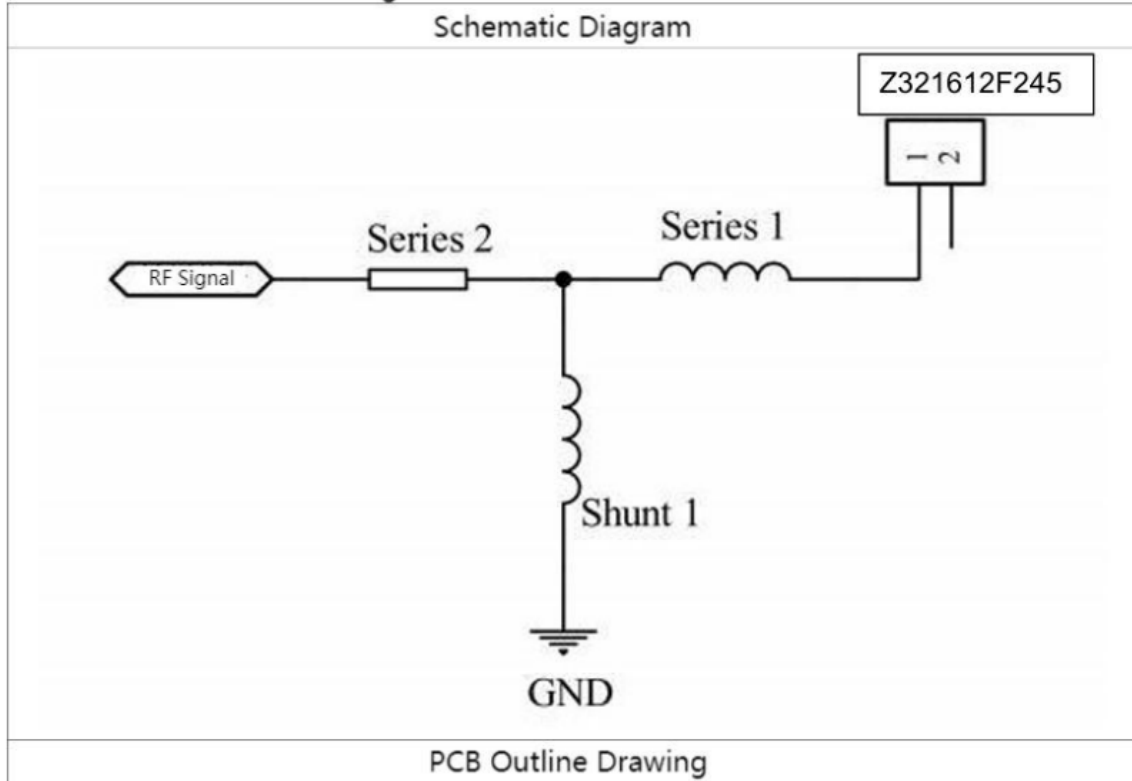 Schematic Diagram
Z321612F245
1
2
Series 2
Series 1
RF Signal
Shunt 1
GND
PCB Outline Drawing